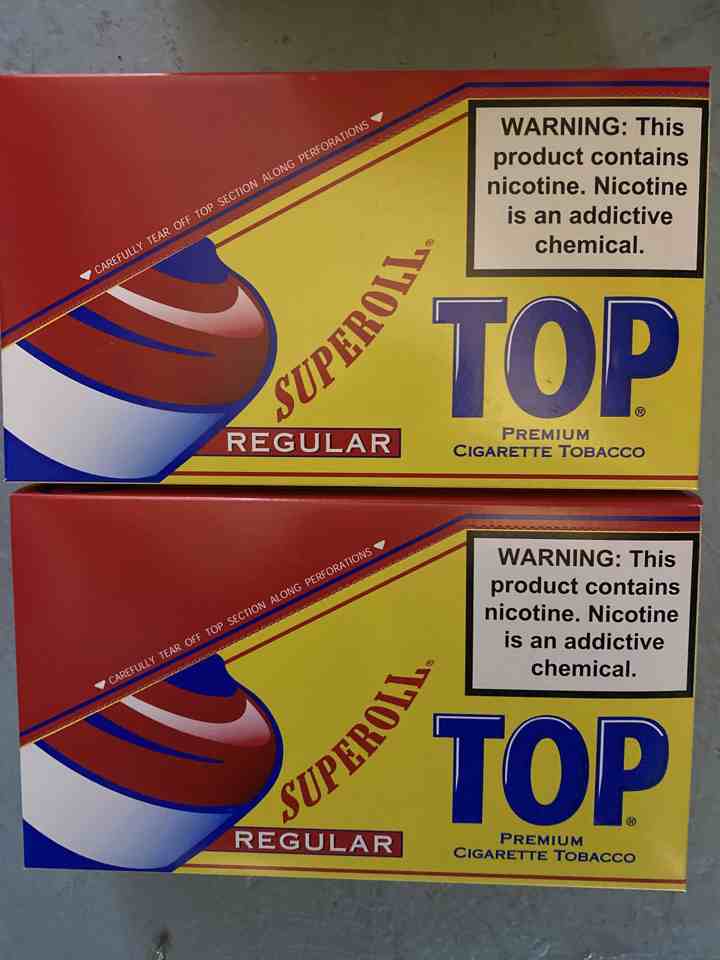 WARNING: This
product contains
nicotine. Nicotine
is an addictive
chemical.
CAREFULLY TEAR OFF TOP SECTION ALONG PERFORATIONS
SUPEROLL®
TOP®
REGULAR
PREMIUM
CIGARETTE TOBACCO
WARNING: This
product contains
nicotine. Nicotine
is an addictive
chemical.
CAREFULLY TEAR OFF TOP SECTION ALONG PERFORATIONS
SUPEROLL®
TOP®
REGULAR
PREMIUM
CIGARETTE TOBACCO